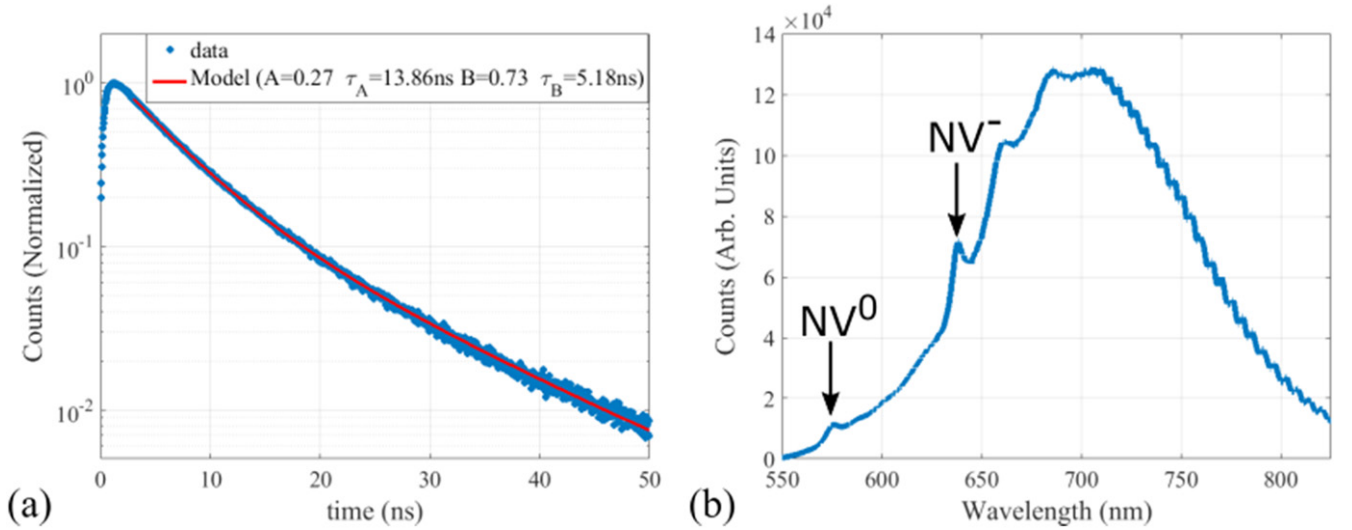 data
Model (A=0.27 τ_A=13.86ns B=0.73 τ_B=5.18ns)
10^0
10^-1
10^-2
Counts (Normalized)
0 10 20 30 40 50
time (ns)
(a)
×10^4
14
12
10
8
6
4
2
0
Counts (Arb. Units)
NV^-
NV^0
550 600 650 700 750 800
Wavelength (nm)
(b)